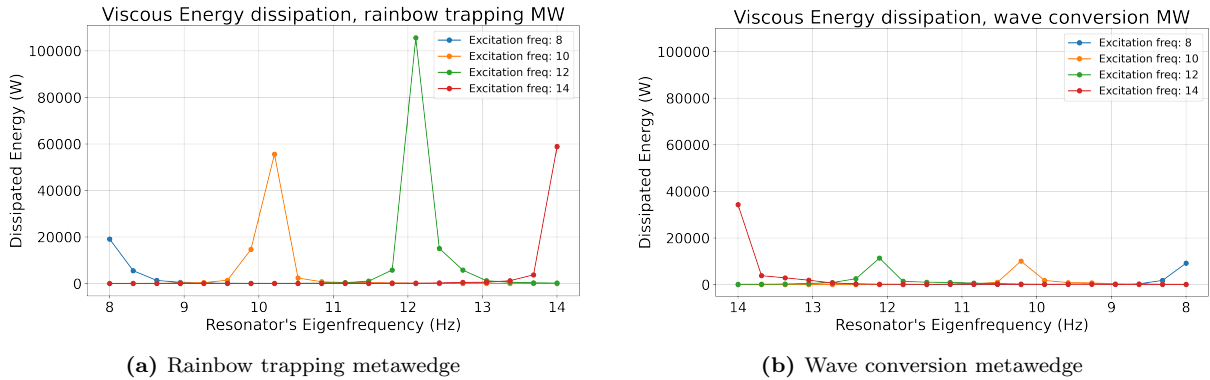 Viscous Energy dissipation, rainbow trapping MW
Dissipated Energy (W)
100000
80000
60000
40000
20000
0
Excitation freq: 8
Excitation freq: 10
Excitation freq: 12
Excitation freq: 14
8 9 10 11 12 13 14
Resonator's Eigenfrequency (Hz)
(a) Rainbow trapping metawedge
Viscous Energy dissipation, wave conversion MW
Dissipated Energy (W)
100000
80000
60000
40000
20000
0
Excitation freq: 8
Excitation freq: 10
Excitation freq: 12
Excitation freq: 14
14 13 12 11 10 9 8
Resonator's Eigenfrequency (Hz)
(b) Wave conversion metawedge